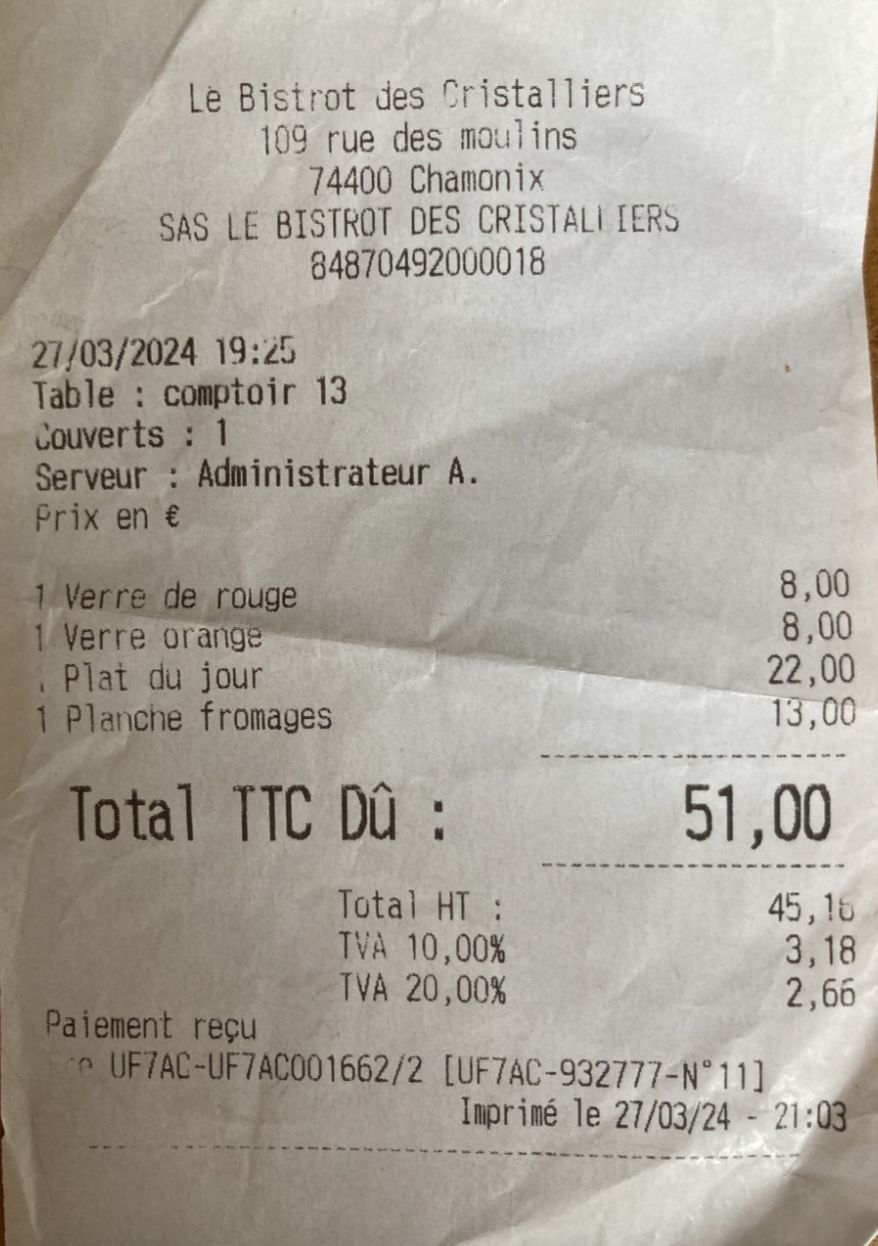 Le Bistrot des Cristalliers
109 rue des moulins
74400 Chamonix
SAS LE BISTROT DES CRISTALLIERS
84870492000018
27/03/2024 19:25
Table : comptoir 13
Couverts : 1
Serveur : Administrateur A.
Prix en €
1 Verre de rouge 8,00
1 Verre orange 8,00
Plat du jour 22,00
1 Planche fromages 13,00
Total TTC Dû : 51,00
Total HT : 45,16
TVA 10,00% 3,18
TVA 20,00% 2,66
Paiement reçu
UF7AC-UF7AC001662/2 [UF7AC-932777-N°11]
Imprimé le 27/03/24 - 21:03